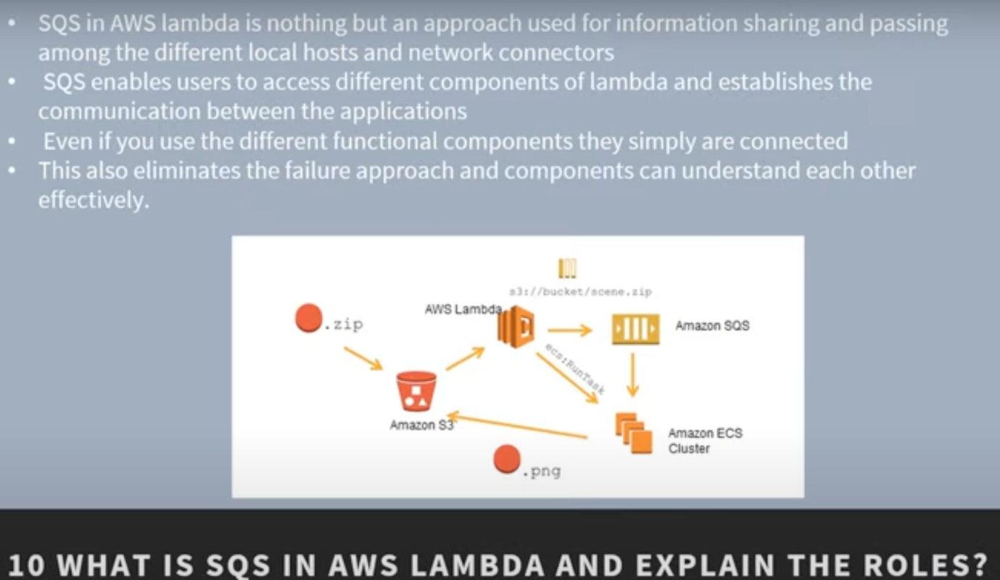 • SQS in AWS lambda is nothing but an approach used for information sharing and passing
among the different local hosts and network connectors
• SQS enables users to access different components of lambda and establishes the
communication between the applications
• Even if you use the different functional components they simply are connected
• This also eliminates the failure approach and components can understand each other
effectively.
s3://bucket/scene.zip
AWS Lambda
.zip
Amazon SQS
ecs:RunTask
Amazon S3
Amazon ECS
Cluster
.png
10 WHAT IS SQS IN AWS LAMBDA AND EXPLAIN THE ROLES?